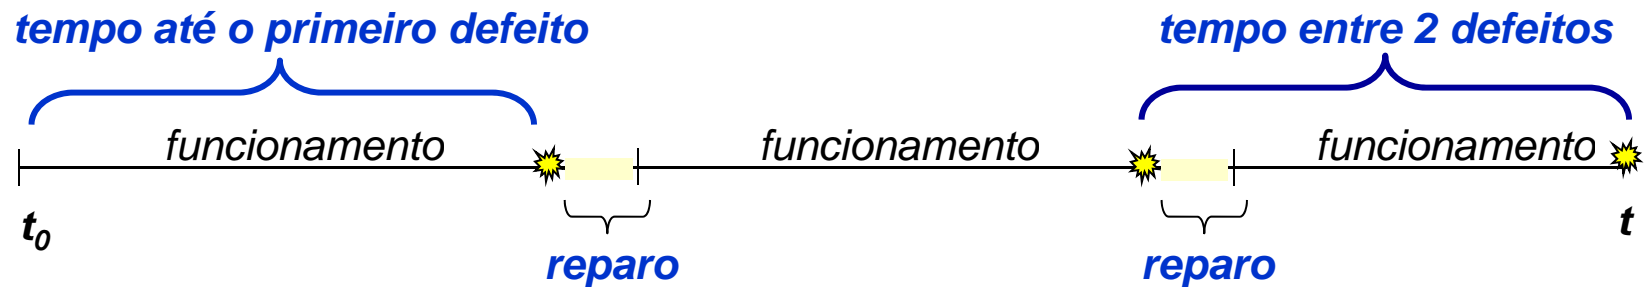 tempo até o primeiro defeito
tempo entre 2 defeitos
funcionamento
funcionamento
funcionamento
t0
t
reparo
reparo